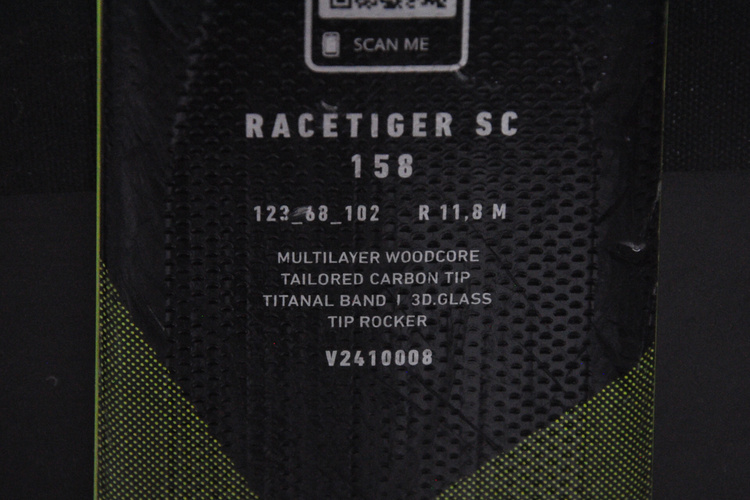 SCAN ME
RACETIGER SC
158
123_68_102 R 11,8 M
MULTILAYER WOODCORE
TAILORED CARBON TIP
TITANAL BAND | 3D.GLASS
TIP ROCKER
V2410008